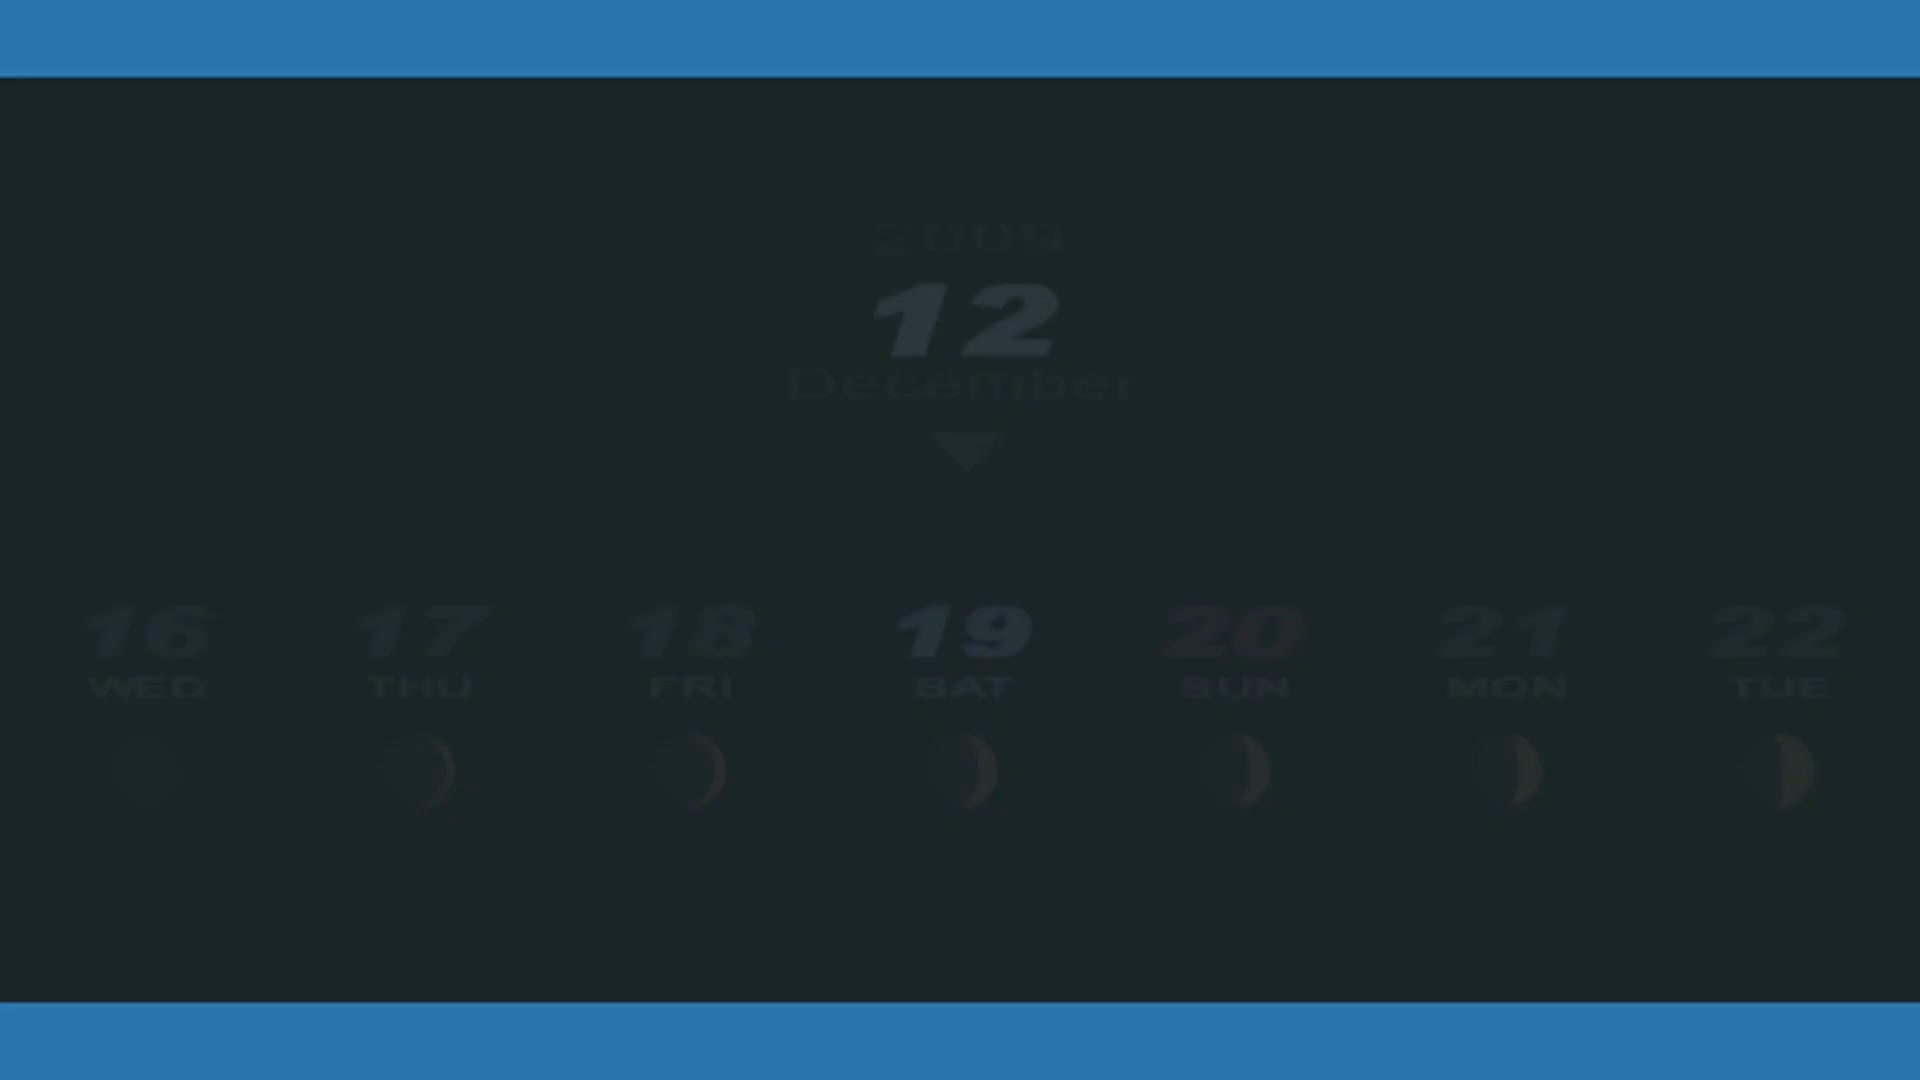 2009
12
December
16 17 18 19 20 21 22
WED THU FRI SAT SUN MON TUE